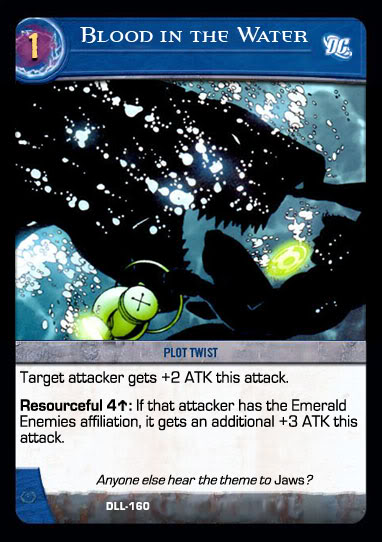 1
BLOOD IN THE WATER
DC
PLOT TWIST
Target attacker gets +2 ATK this attack.
Resourceful 4↑: If that attacker has the Emerald
Enemies affiliation, it gets an additional +3 ATK this
attack.
Anyone else hear the theme to Jaws?
DLL-160